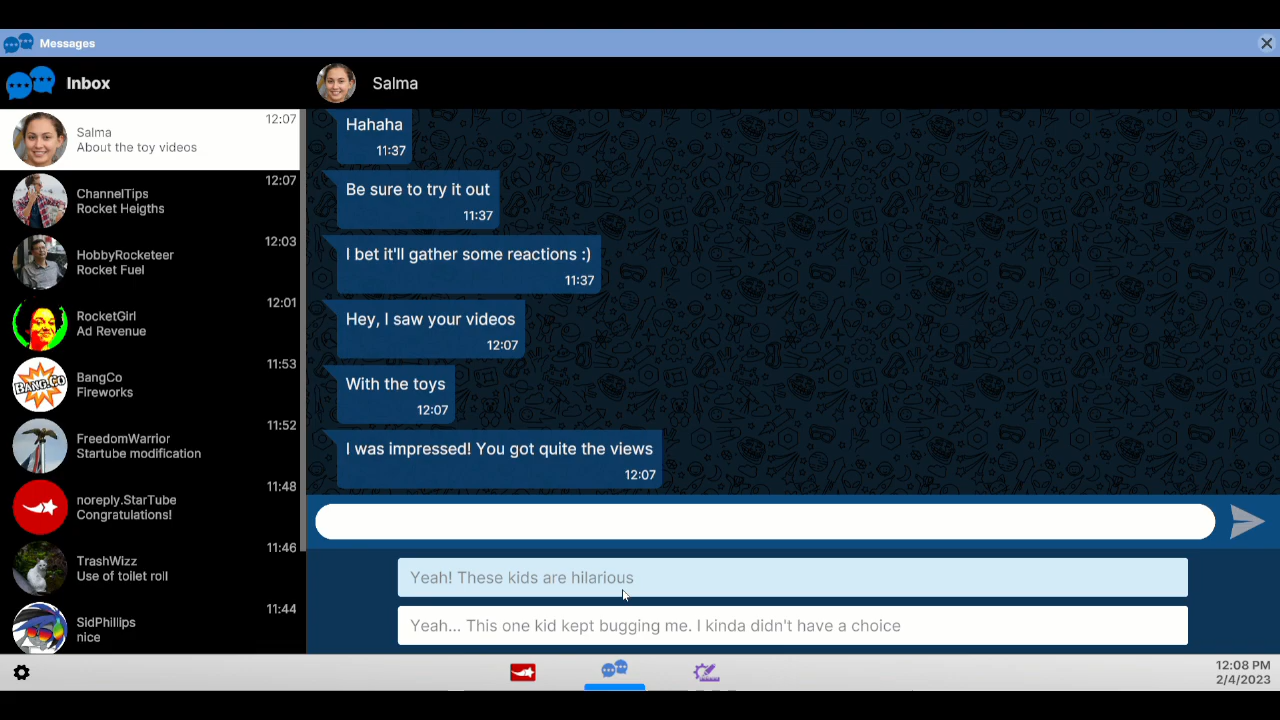 Messages
Inbox
Salma
12:07
Salma
About the toy videos
12:07
ChannelTips
Rocket Heigths
12:03
HobbyRocketeer
Rocket Fuel
12:01
RocketGirl
Ad Revenue
11:53
BANG.CO
BangCo
Fireworks
11:52
FreedomWarrior
Startube modification
11:48
noreply.StarTube
Congratulations!
11:46
TrashWizz
Use of toilet roll
11:44
SidPhillips
nice
Hahaha
11:37
Be sure to try it out
11:37
I bet it'll gather some reactions :)
11:37
Hey, I saw your videos
12:07
With the toys
12:07
I was impressed! You got quite the views
12:07
Yeah! These kids are hilarious
Yeah... This one kid kept bugging me. I kinda didn't have a choice
12:08 PM
2/4/2023